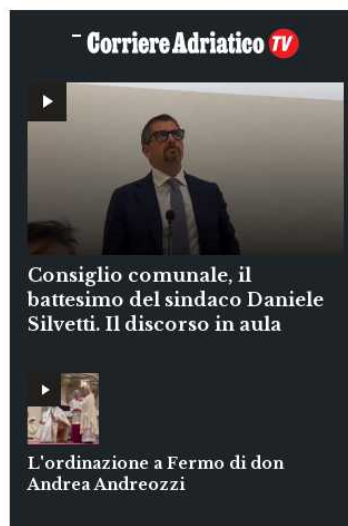 Corriere Adriatico TV
Consiglio comunale, il
battesimo del sindaco Daniele
Silvetti. Il discorso in aula
L'ordinazione a Fermo di don
Andrea Andreozzi